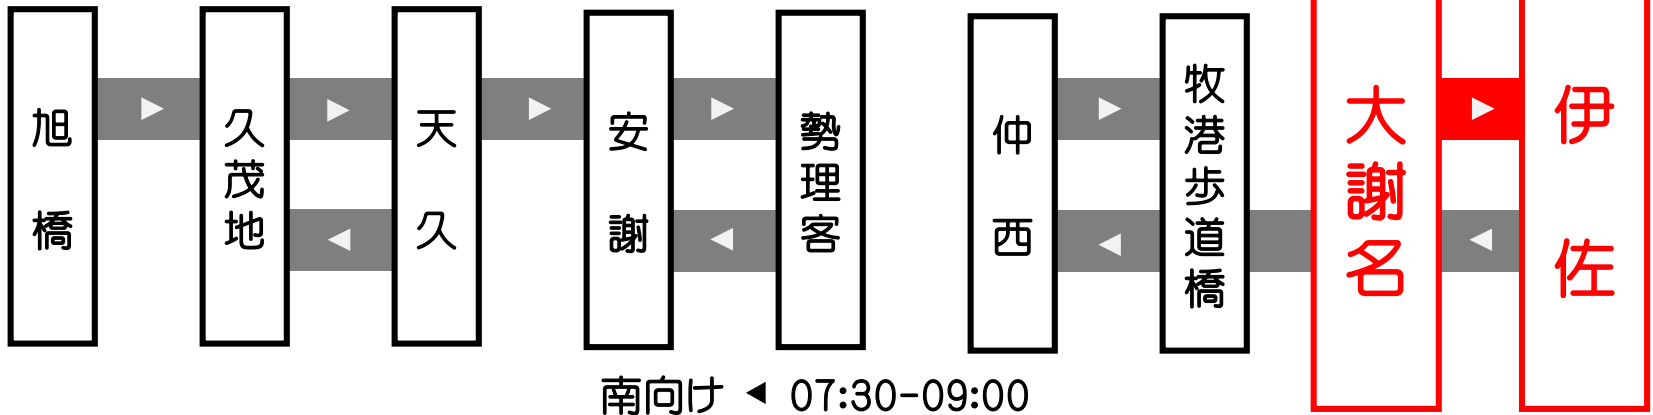 旭橋
久茂地
天久
安謝
勢理客
仲西
牧港歩道橋
大謝名
伊佐
南向け ◀ 07:30-09:00